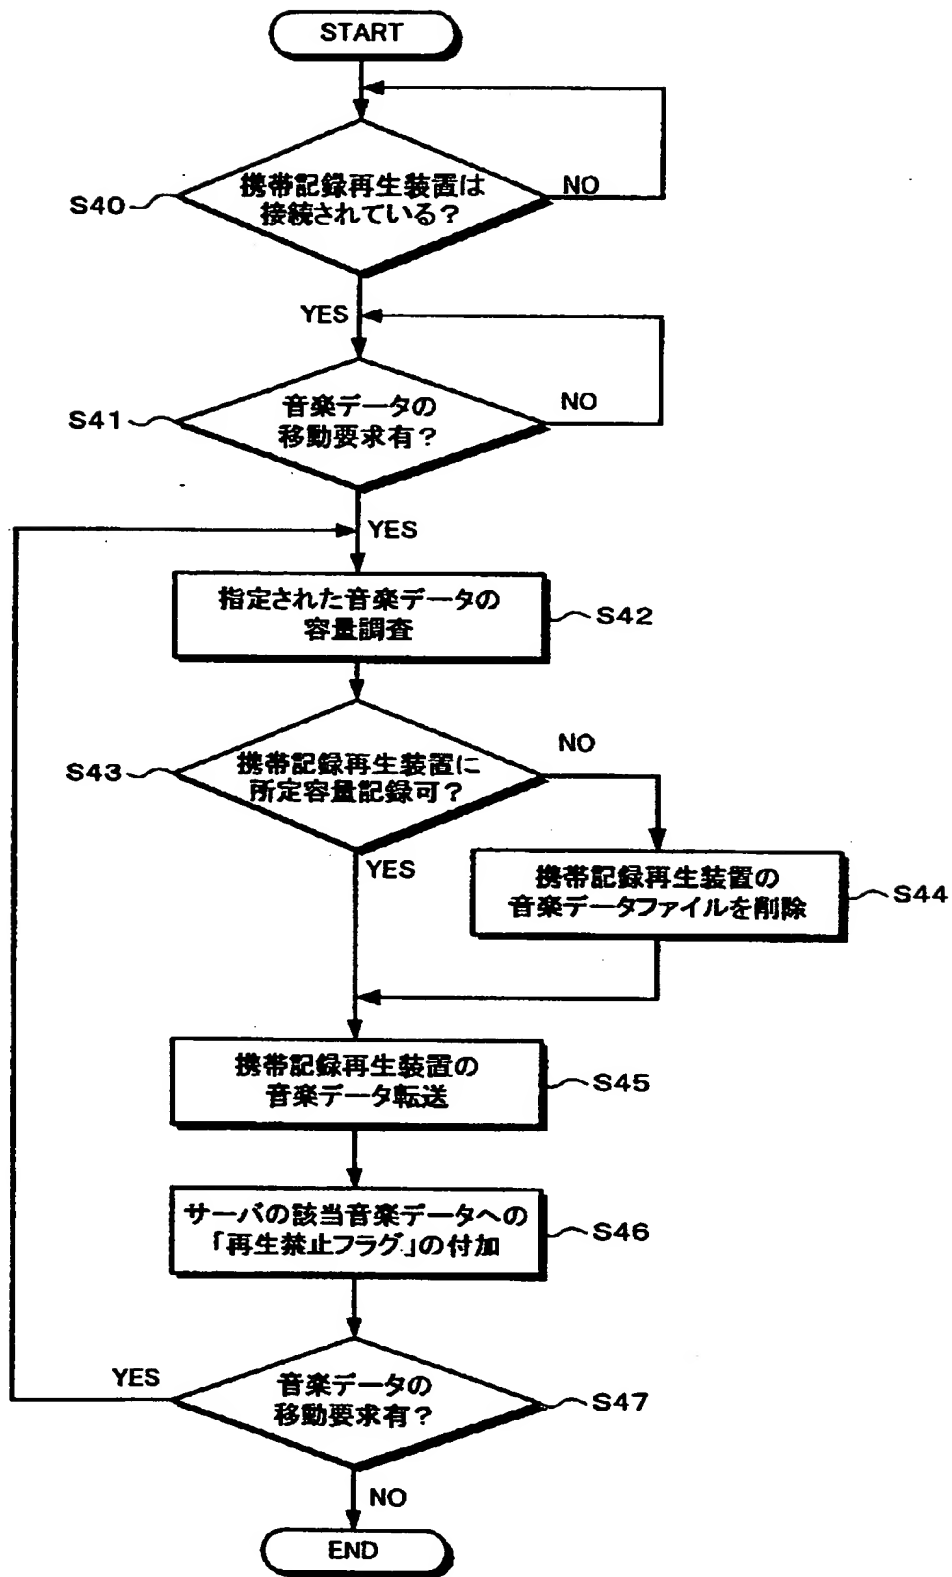 START
S40
携帯記録再生装置は
接続されている?
NO
YES
S41
音楽データの
移動要求有?
NO
YES
指定された音楽データの
容量調査
S42
S43
携帯記録再生装置に
所定容量記録可?
NO
YES
携帯記録再生装置の
音楽データファイルを削除
S44
携帯記録再生装置の
音楽データ転送
S45
サーバの該当音楽データへの
「再生禁止フラグ」の付加
S46
YES
音楽データの
移動要求有?
S47
NO
END